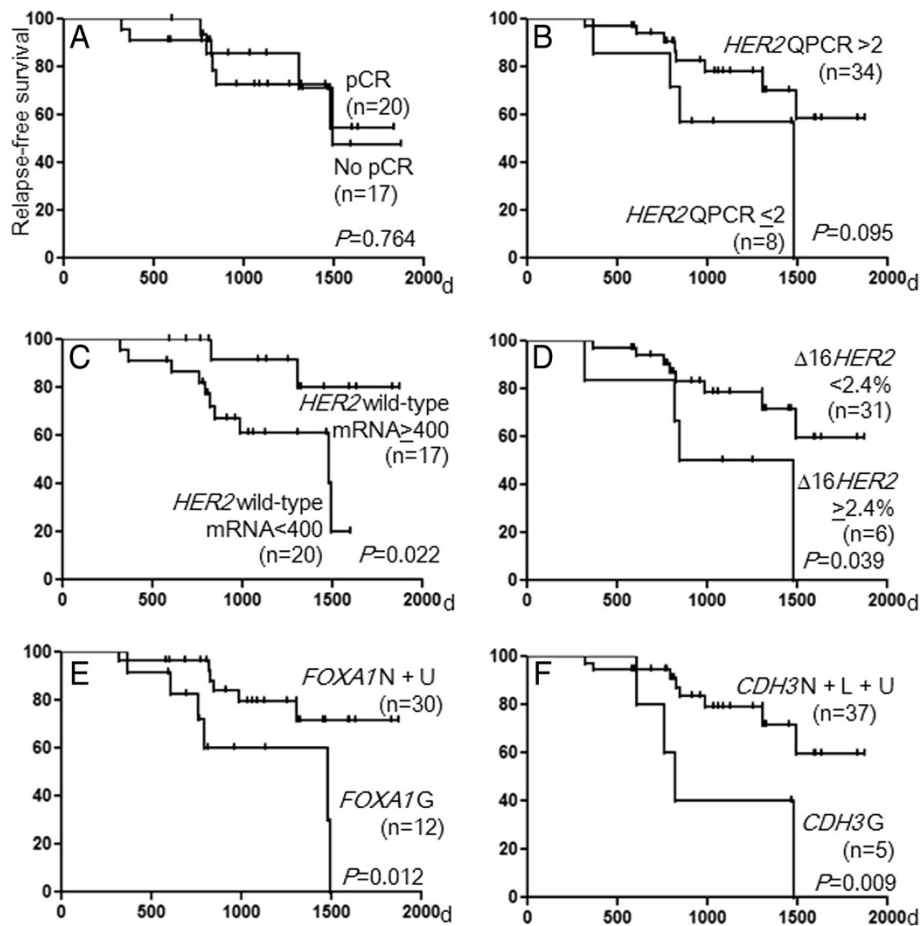 A
Relapse-free survival
100
80
60
40
20
0
pCR
(n=20)
No pCR
(n=17)
P=0.764
0 500 1000 1500 2000 d
B
100
80
60
40
20
0
HER2 QPCR >2
(n=34)
HER2 QPCR ≤2
(n=8)
P=0.095
0 500 1000 1500 2000 d
C
100
80
60
40
20
0
HER2 wild-type
mRNA≥400
(n=17)
HER2 wild-type
mRNA<400
(n=20)
P=0.022
0 500 1000 1500 2000 d
D
100
80
60
40
20
0
Δ16HER2
<2.4%
(n=31)
Δ16HER2
≥2.4%
(n=6)
P=0.039
0 500 1000 1500 2000 d
E
100
80
60
40
20
0
FOXA1 N + U
(n=30)
FOXA1 G
(n=12)
P=0.012
0 500 1000 1500 2000 d
F
100
80
60
40
20
0
CDH3 N + L + U
(n=37)
CDH3 G
(n=5)
P=0.009
0 500 1000 1500 2000 d